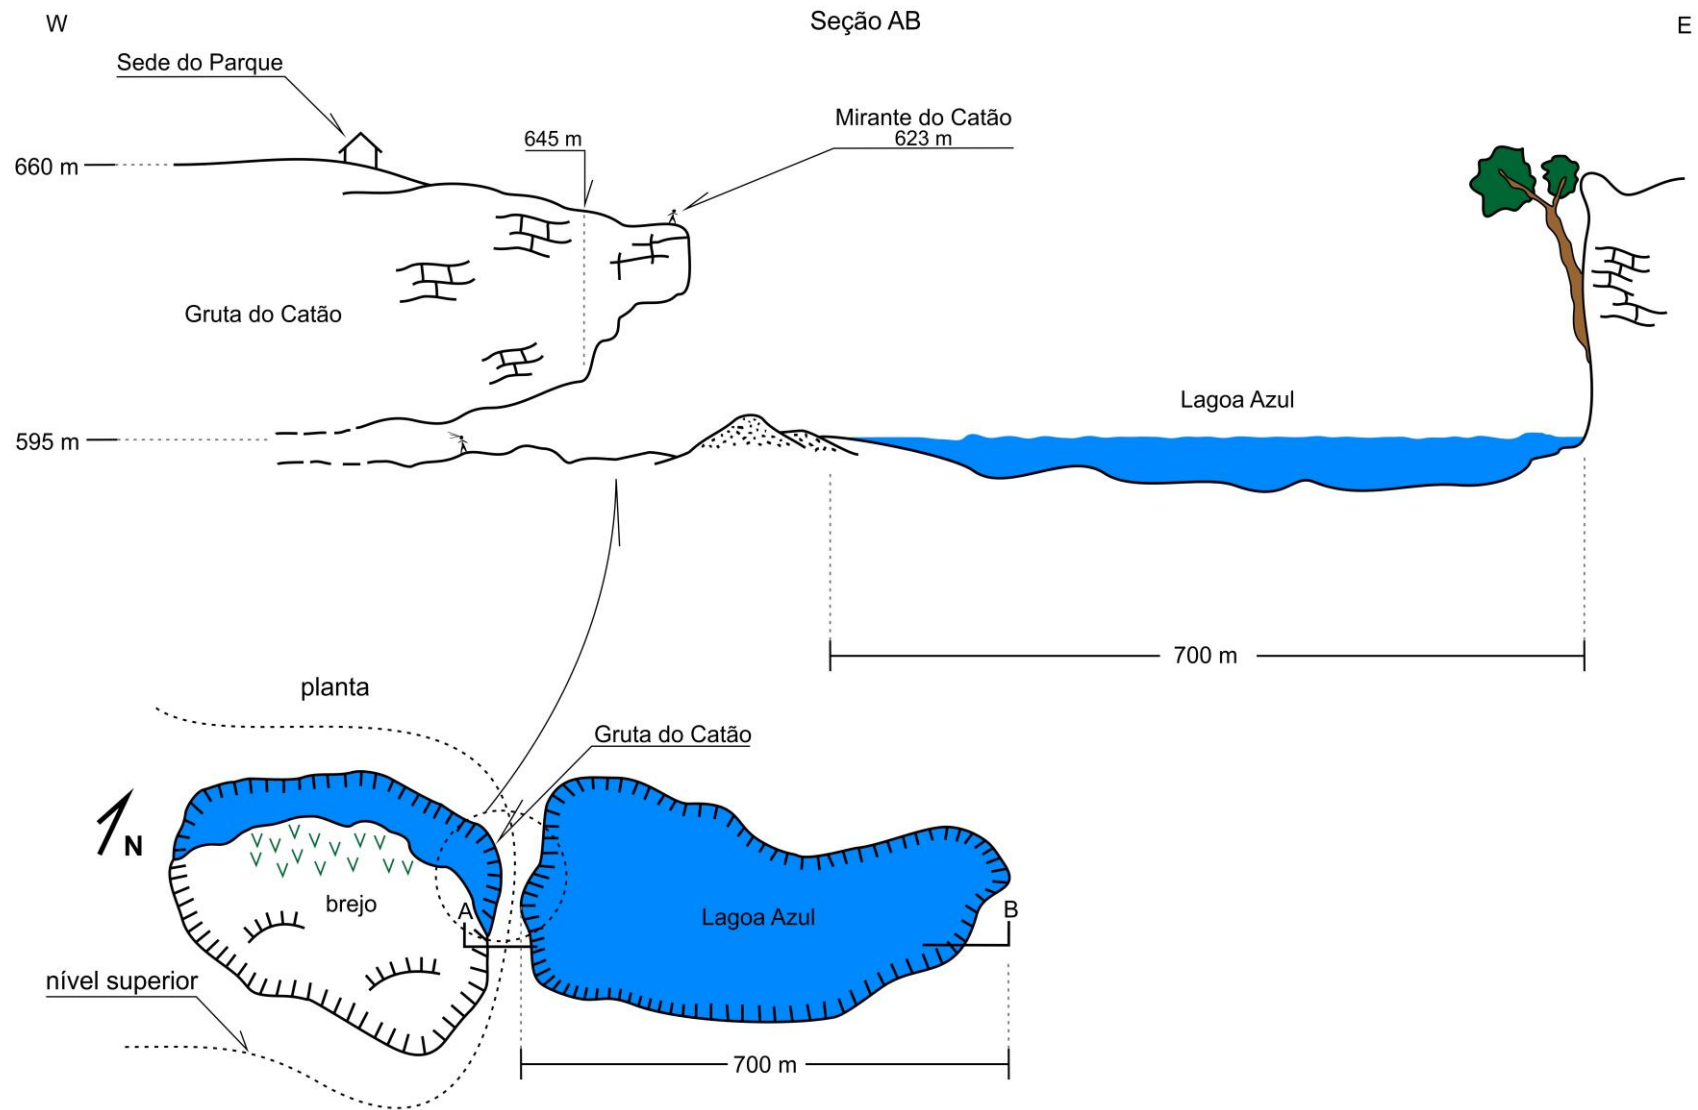 W
Seção AB
E
Sede do Parque
Mirante do Catão
623 m
645 m
660 m
Gruta do Catão
Lagoa Azul
595 m
700 m
planta
Gruta do Catão
N
brejo
A
Lagoa Azul
B
nível superior
700 m